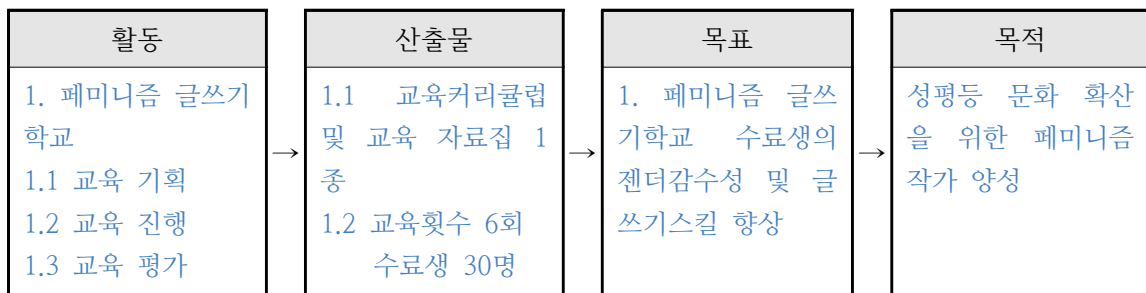 활동
1. 페미니즘 글쓰기
학교
1.1 교육 기획
1.2 교육 진행
1.3 교육 평가
→
산출물
1.1 교육커리큘럼
및 교육 자료집 1
종
1.2 교육횟수 6회
수료생 30명
→
목표
1. 페미니즘 글쓰
기학교 수료생의
젠더감수성 및 글
쓰기스킬 향상
→
목적
성평등 문화 확산
을 위한 페미니즘
작가 양성